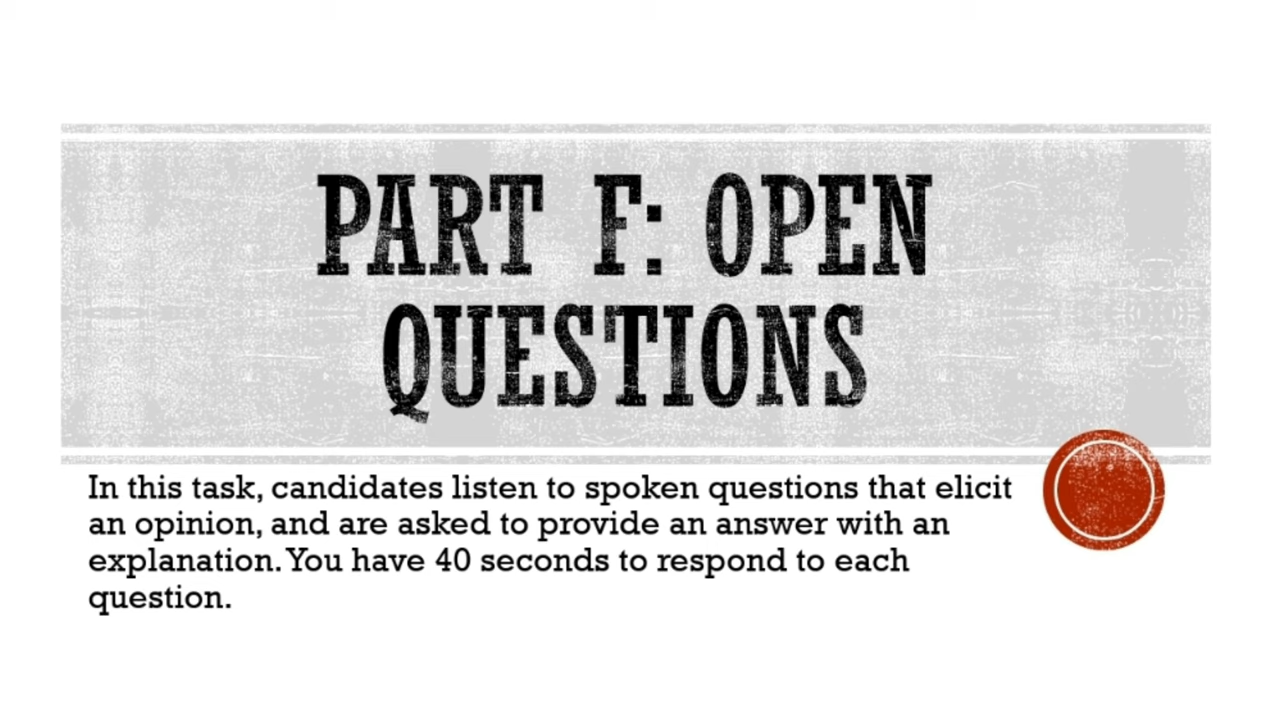 PART F: OPEN
QUESTIONS
In this task, candidates listen to spoken questions that elicit
an opinion, and are asked to provide an answer with an
explanation. You have 40 seconds to respond to each
question.